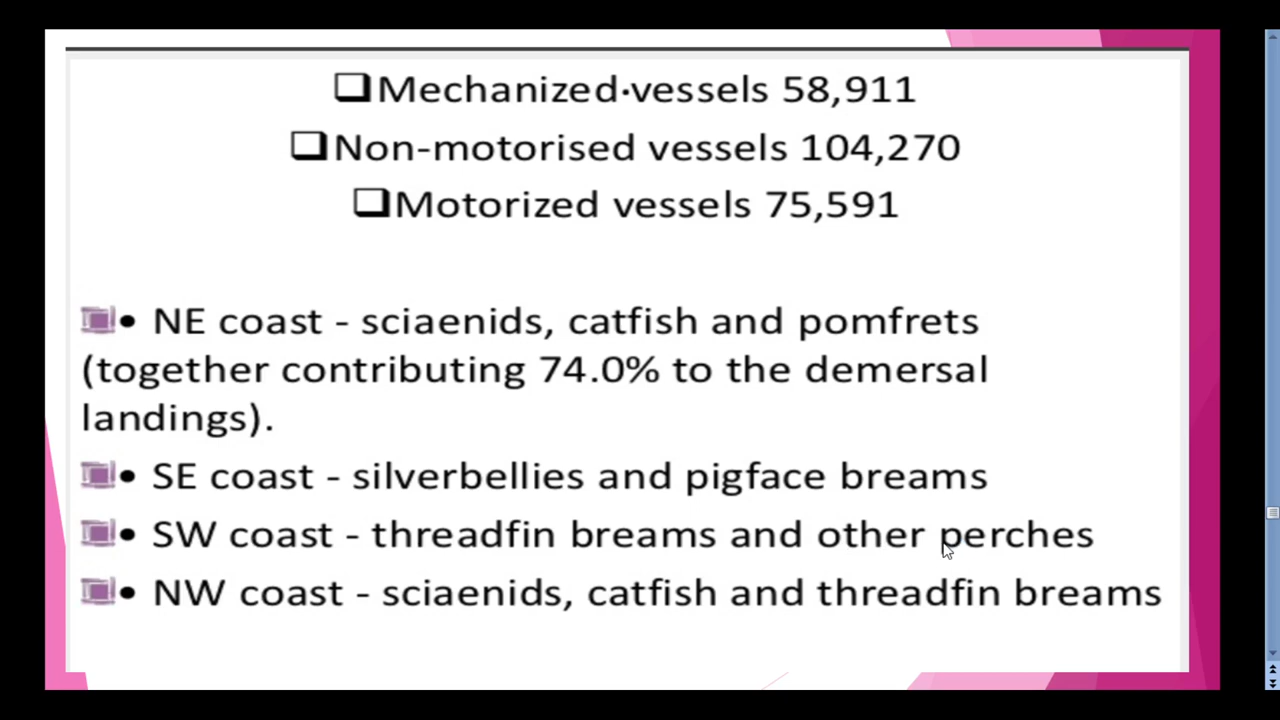 ❑Mechanized·vessels 58,911
❑Non-motorised vessels 104,270
❑Motorized vessels 75,591
• NE coast - sciaenids, catfish and pomfrets
(together contributing 74.0% to the demersal
landings).
• SE coast - silverbellies and pigface breams
• SW coast - threadfin breams and other perches
• NW coast - sciaenids, catfish and threadfin breams